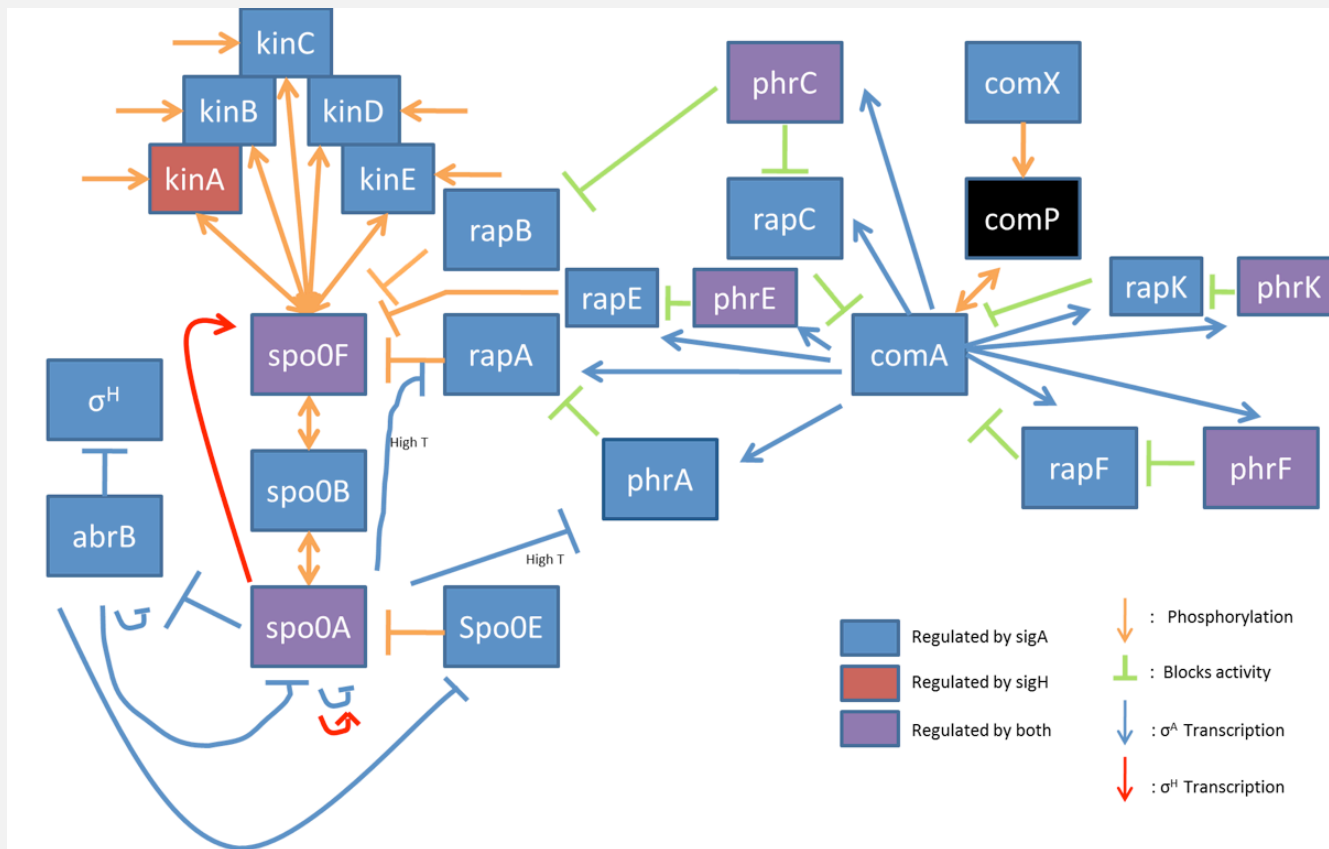 kinC
phrC
comX
kinB
kinD
kinA
kinE
rapB
rapC
comP
rapE
phrE
rapK
phrK
spo0F
rapA
comA
σH
High T
spo0B
phrA
rapF
phrF
abrB
High T
spo0A
Spo0E
Regulated by sigA
Regulated by sigH
Regulated by both
: Phosphorylation
: Blocks activity
: σA Transcription
: σH Transcription